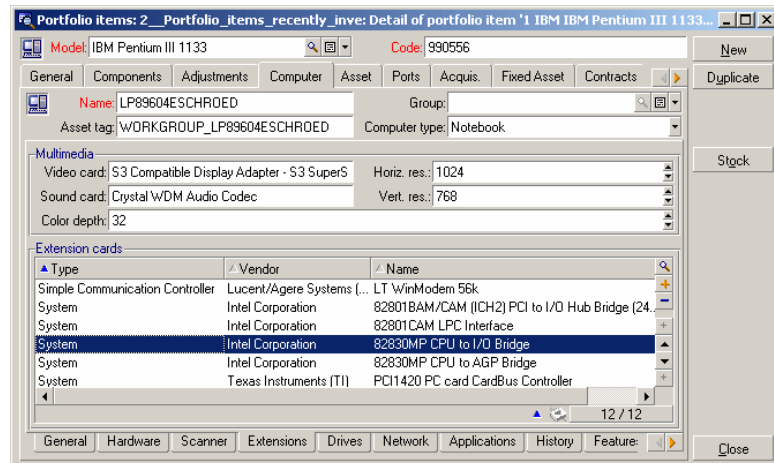 Portfolio items: 2__Portfolio_items_recently_inve: Detail of portfolio item '1 IBM IBM Pentium III 1133...
Model: IBM Pentium III 1133 Code: 990556 New
General Components Adjustments Computer Asset Ports Acquis. Fixed Asset Contracts Duplicate
Name: LP89604ESCHROED Group:
Asset tag: WORKGROUP_LP89604ESCHROED Computer type: Notebook
Multimedia Stock
Video card: S3 Compatible Display Adapter - S3 SuperS Horiz. res.: 1024
Sound card: Crystal WDM Audio Codec Vert. res.: 768
Color depth: 32
Extension cards
Type Vendor Name
Simple Communication Controller Lucent/Agere Systems (... LT WinModem 56k
System Intel Corporation 82801BAM/CAM (ICH2) PCI to I/O Hub Bridge (24...
System Intel Corporation 82801CAM LPC Interface
System Intel Corporation 82830MP CPU to I/O Bridge
System Intel Corporation 82830MP CPU to AGP Bridge
System Texas Instruments (TI) PCI1420 PC card CardBus Controller
12 / 12
General Hardware Scanner Extensions Drives Network Applications History Feature: Close